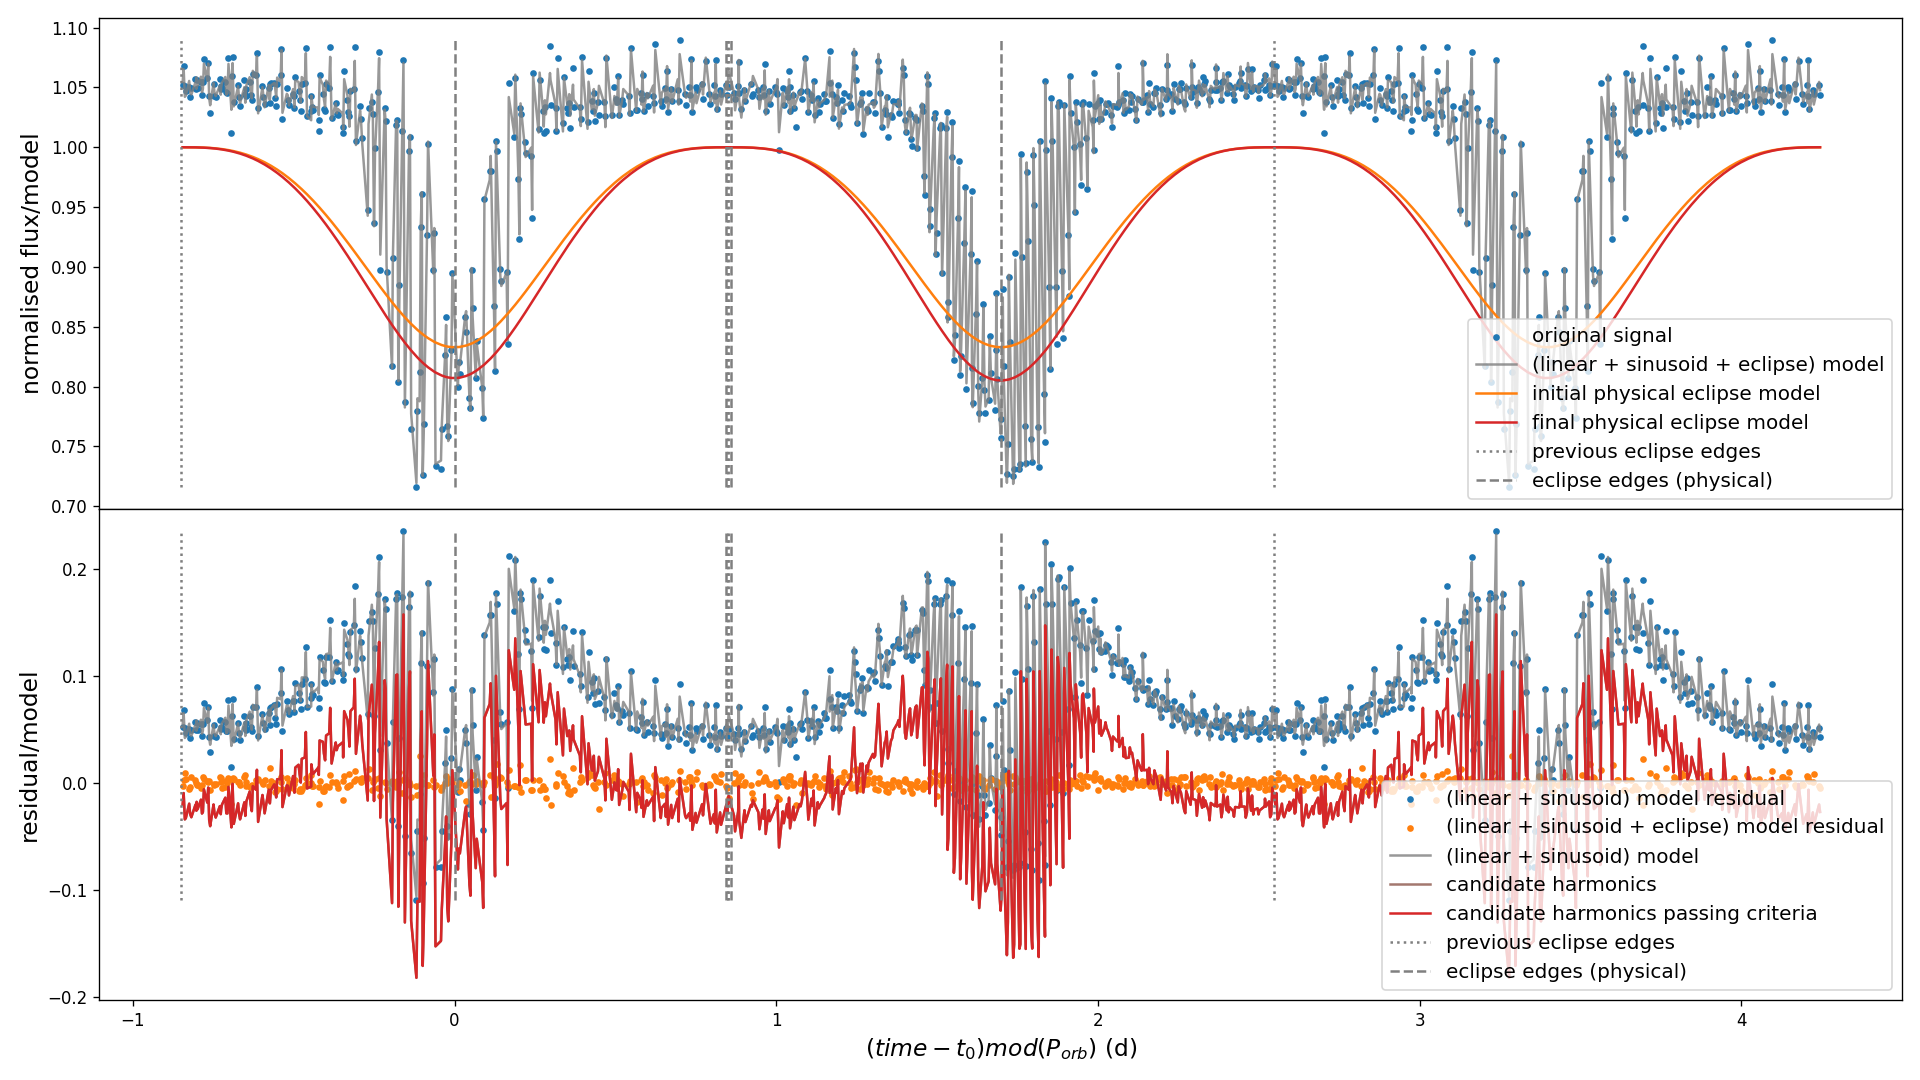 1.10
1.05
1.00
0.95
0.90
0.85
0.80
0.75
0.70
normalised flux/model
original signal
(linear + sinusoid + eclipse) model
initial physical eclipse model
final physical eclipse model
previous eclipse edges
eclipse edges (physical)
0.2
0.1
0.0
−0.1
−0.2
residual/model
(linear + sinusoid) model residual
(linear + sinusoid + eclipse) model residual
(linear + sinusoid) model
candidate harmonics
candidate harmonics passing criteria
previous eclipse edges
eclipse edges (physical)
−1 0 1 2 3 4
(time − t₀)mod(Pₒᵣb) (d)